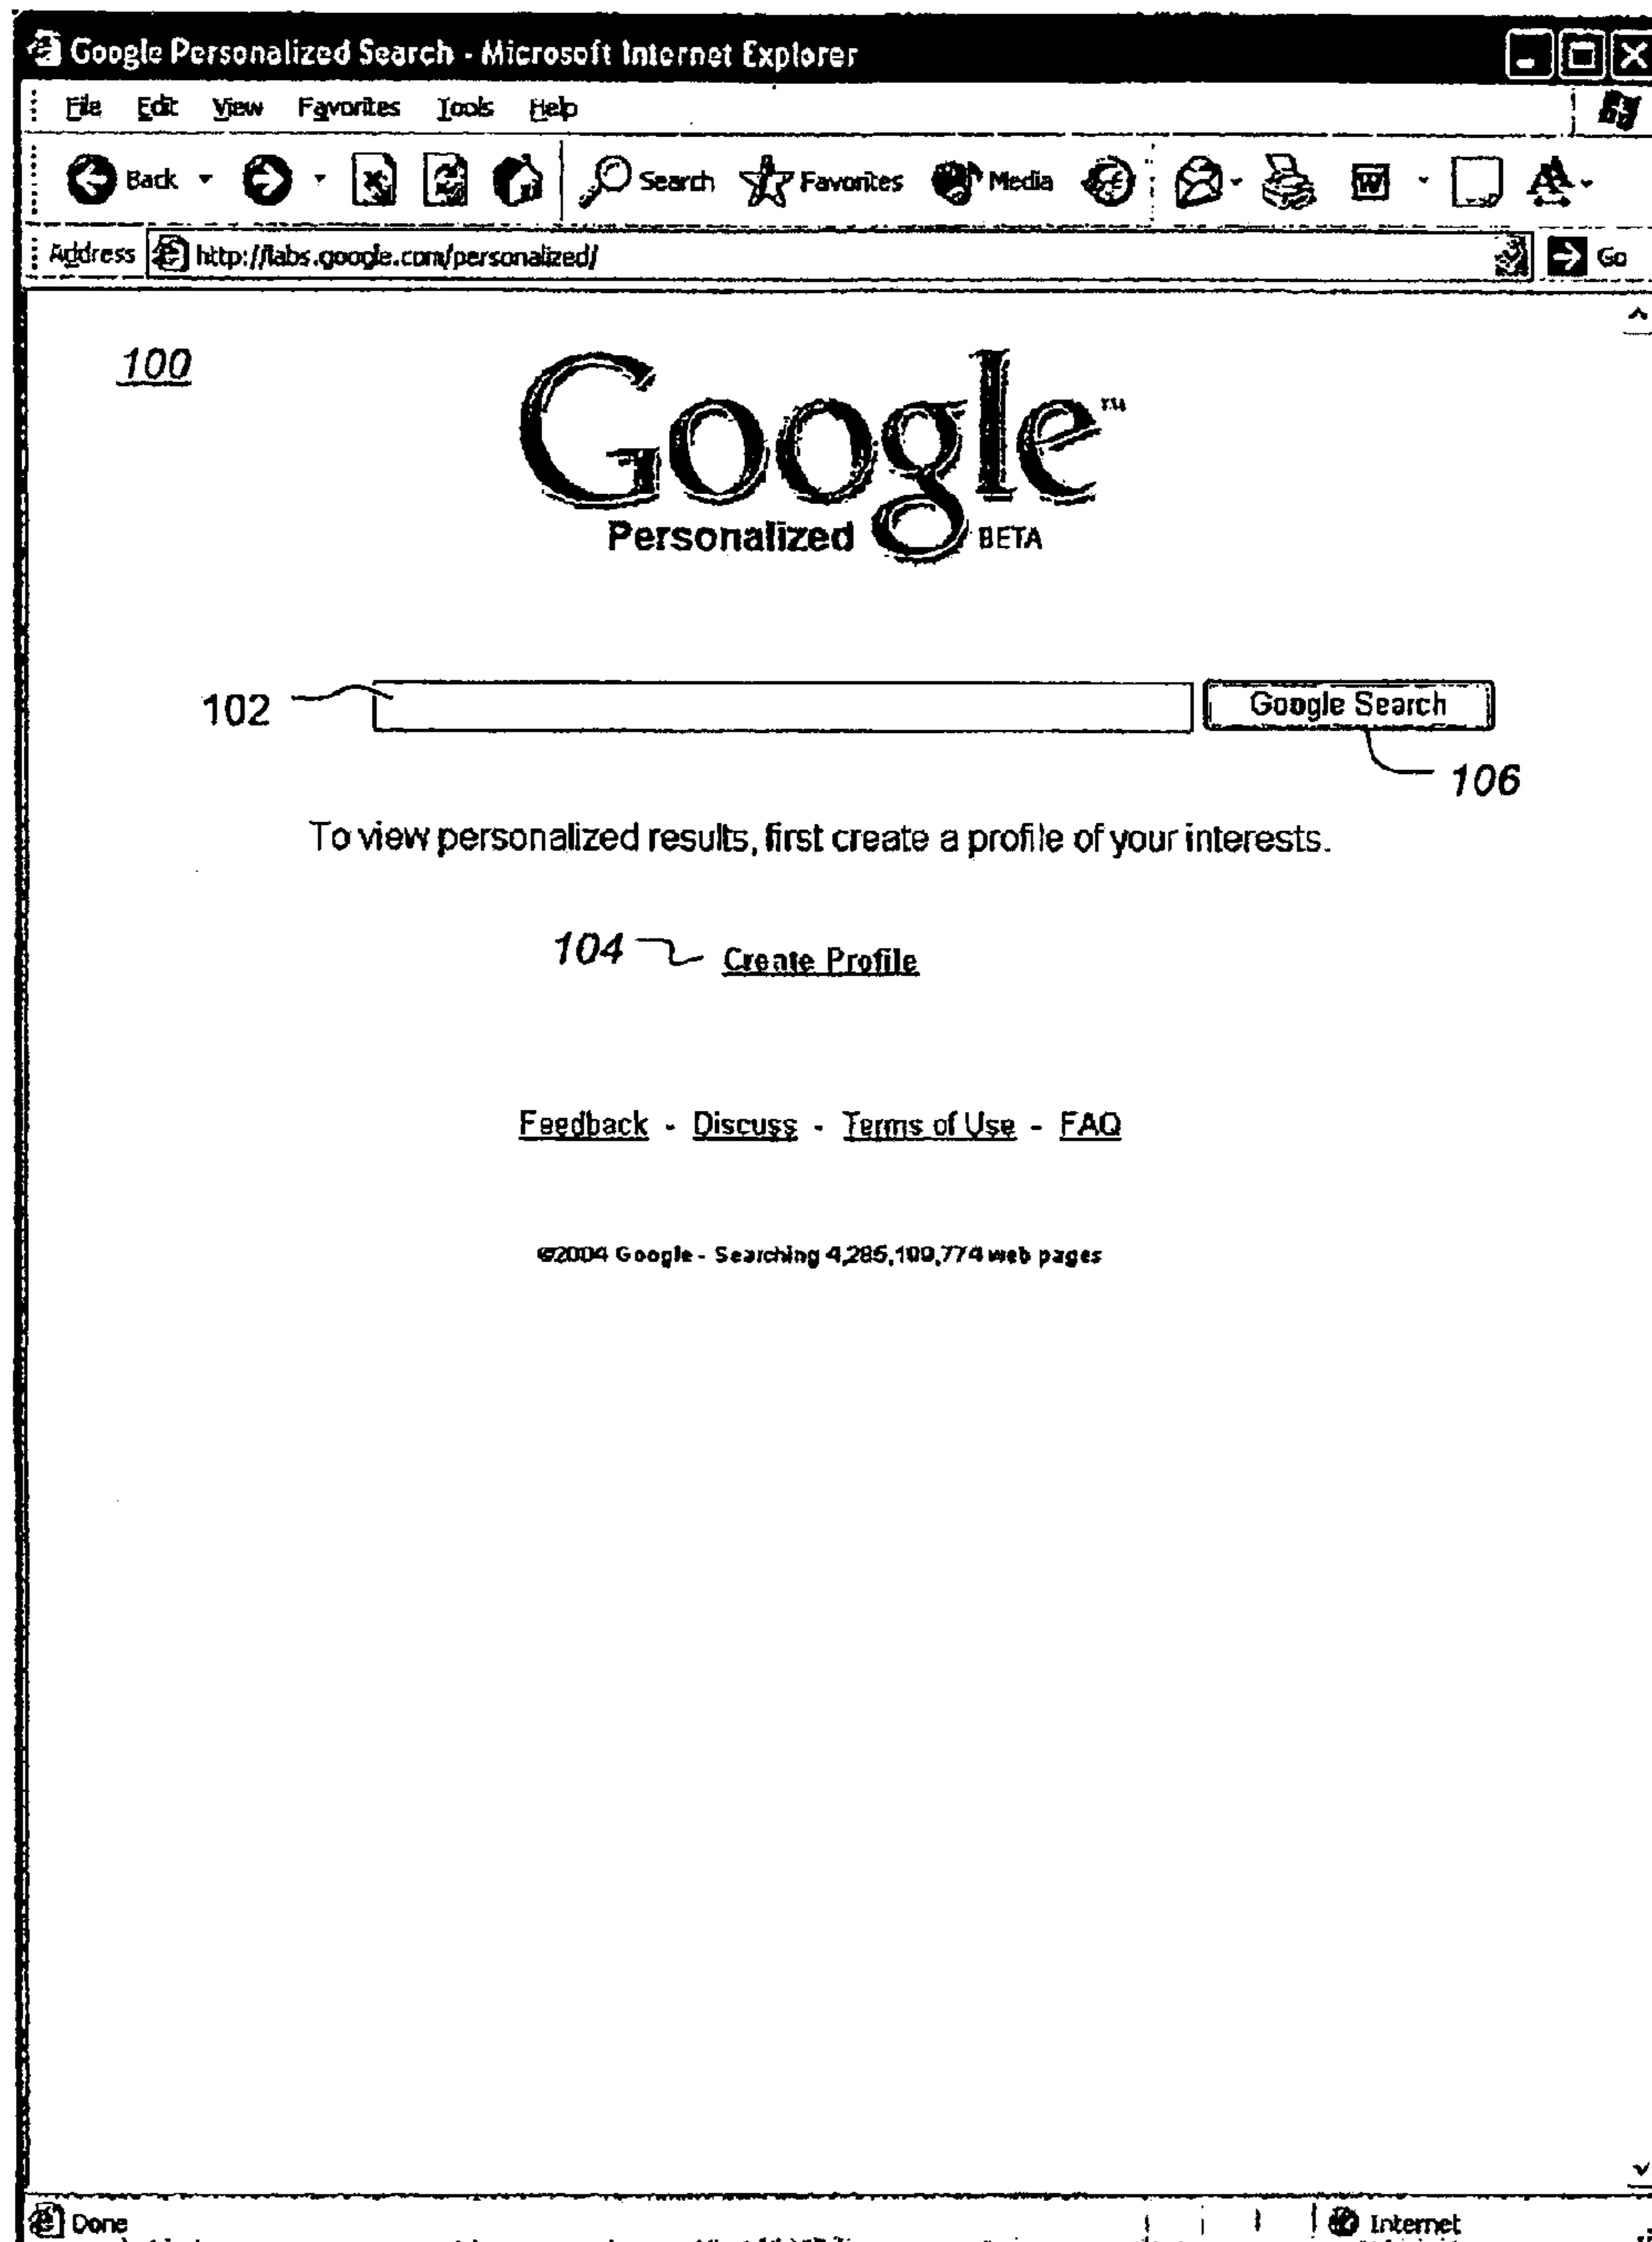 Google Personalized Search - Microsoft Internet Explorer
File Edit View Favorites Tools Help
Back Search Favorites Media
Address http://labs.google.com/personalized/ Go
100
Google™
Personalized BETA
102 Google Search
106
To view personalized results, first create a profile of your interests.
104 Create Profile
Feedback - Discuss - Terms of Use - FAQ
©2004 Google - Searching 4,285,199,774 web pages
Done Internet